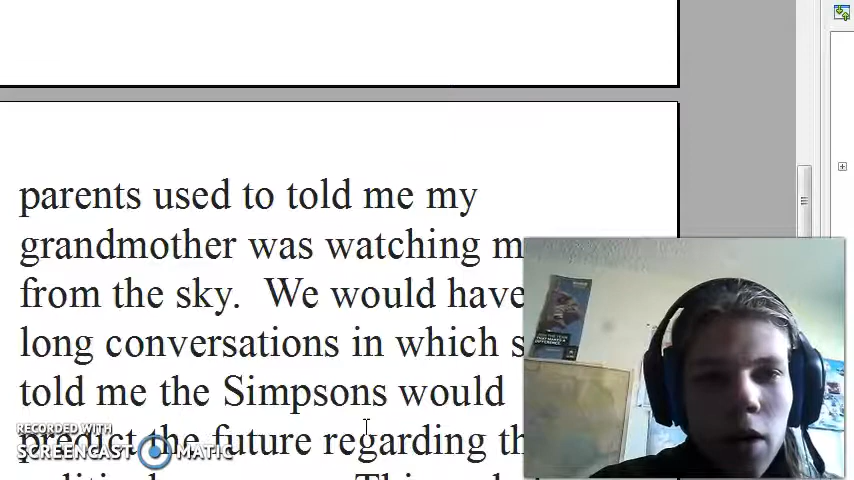 parents used to told me my
grandmother was watching m
from the sky.  We would have
long conversations in which s
told me the Simpsons would
predict the future regarding th
RECORDED WITH
SCREENCAST MATIC